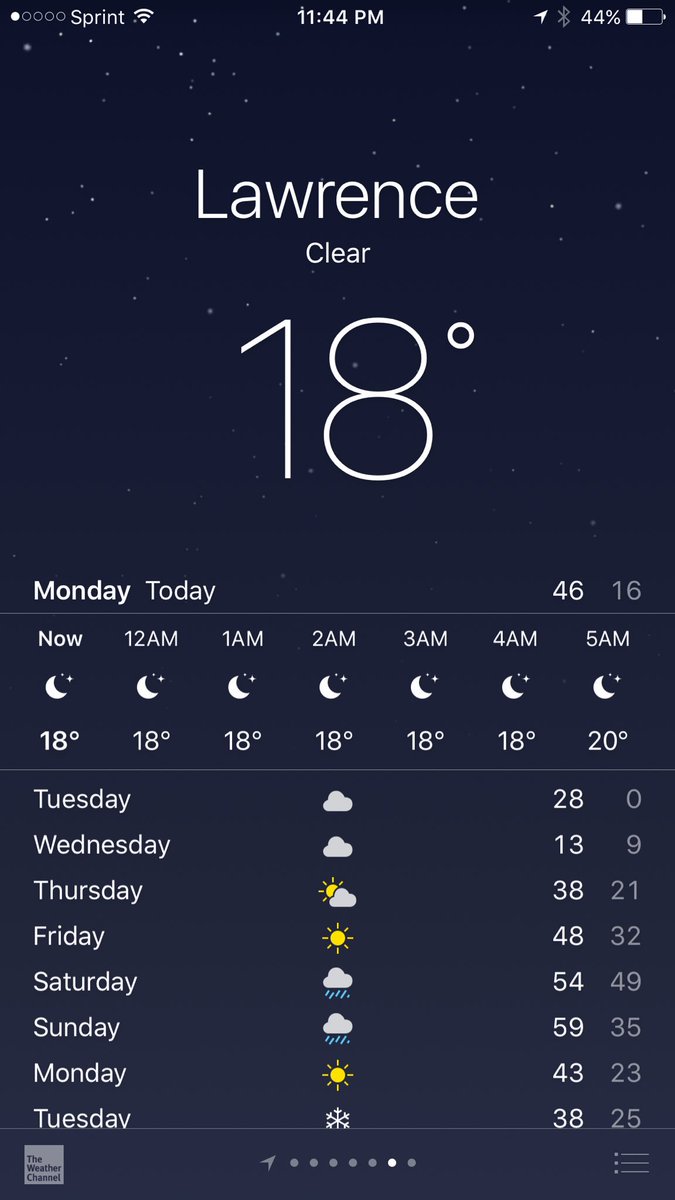 Sprint 11:44 PM 44%
Lawrence
Clear
18°
Monday Today 46 16
Now 12AM 1AM 2AM 3AM 4AM 5AM
18° 18° 18° 18° 18° 18° 20°
Tuesday 28 0
Wednesday 13 9
Thursday 38 21
Friday 48 32
Saturday 54 49
Sunday 59 35
Monday 43 23
Tuesday 38 25
The
Weather
Channel